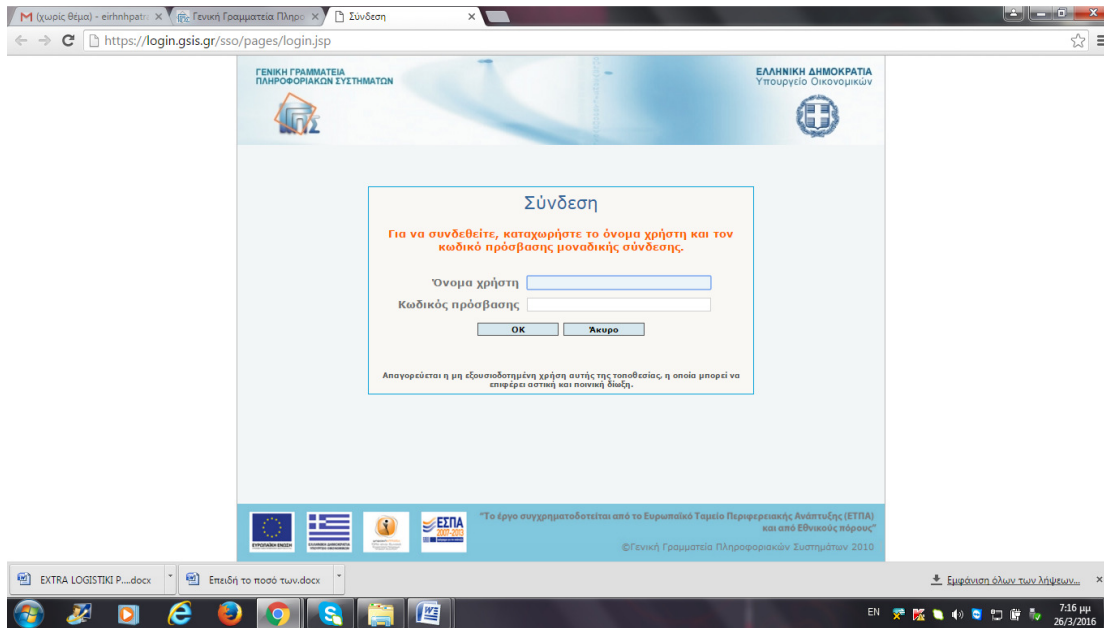 (χωρίς θέμα) - eirhnhpatr
Γενική Γραμματεία Πληρο
Σύνδεση
https://login.gsis.gr/sso/pages/login.jsp
ΓΕΝΙΚΗ ΓΡΑΜΜΑΤΕΙΑ
ΠΛΗΡΟΦΟΡΙΑΚΩΝ ΣΥΣΤΗΜΑΤΩΝ
ΕΛΛΗΝΙΚΗ ΔΗΜΟΚΡΑΤΙΑ
Υπουργείο Οικονομικών
Σύνδεση
Για να συνδεθείτε, καταχωρήστε το όνομα χρήστη και τον
κωδικό πρόσβασης μοναδικής σύνδεσης.
Όνομα χρήστη
Κωδικός πρόσβασης
OK
Άκυρο
Απαγορεύεται η μη εξουσιοδοτημένη χρήση αυτής της τοποθεσίας, η οποία μπορεί να
επιφέρει αστική και ποινική δίωξη.
ΕΥΡΩΠΑΪΚΗ ΕΝΩΣΗ
ΕΣΠΑ
2007-2013
"Το έργο συγχρηματοδοτείται από το Ευρωπαϊκό Ταμείο Περιφερειακής Ανάπτυξης (ΕΤΠΑ)
και από Εθνικούς πόρους"
©Γενική Γραμματεία Πληροφοριακών Συστημάτων 2010
EXTRA LOGISTIKI P....docx
Επειδή το ποσό των.docx
Εμφάνιση όλων των λήψεων...
EN
7:16 μμ
26/3/2016